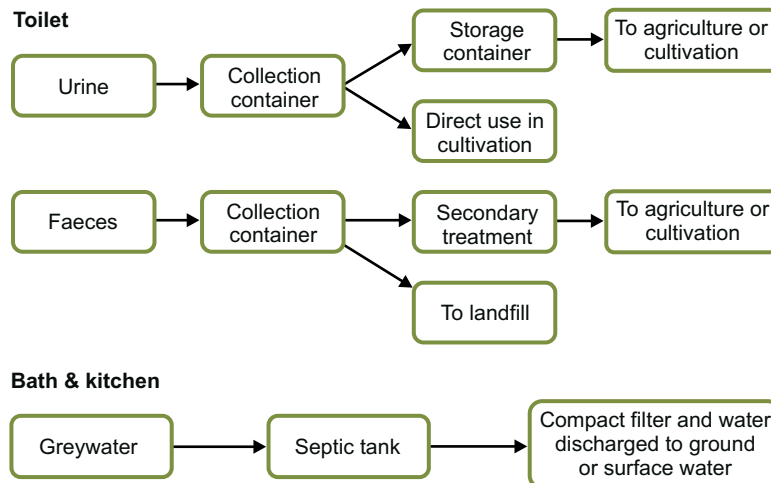 Toilet
Urine
Collection
container
Storage
container
To agriculture or
cultivation
Direct use in
cultivation
Faeces
Collection
container
Secondary
treatment
To agriculture or
cultivation
To landfill
Bath & kitchen
Greywater
Septic tank
Compact filter and water
discharged to ground
or surface water